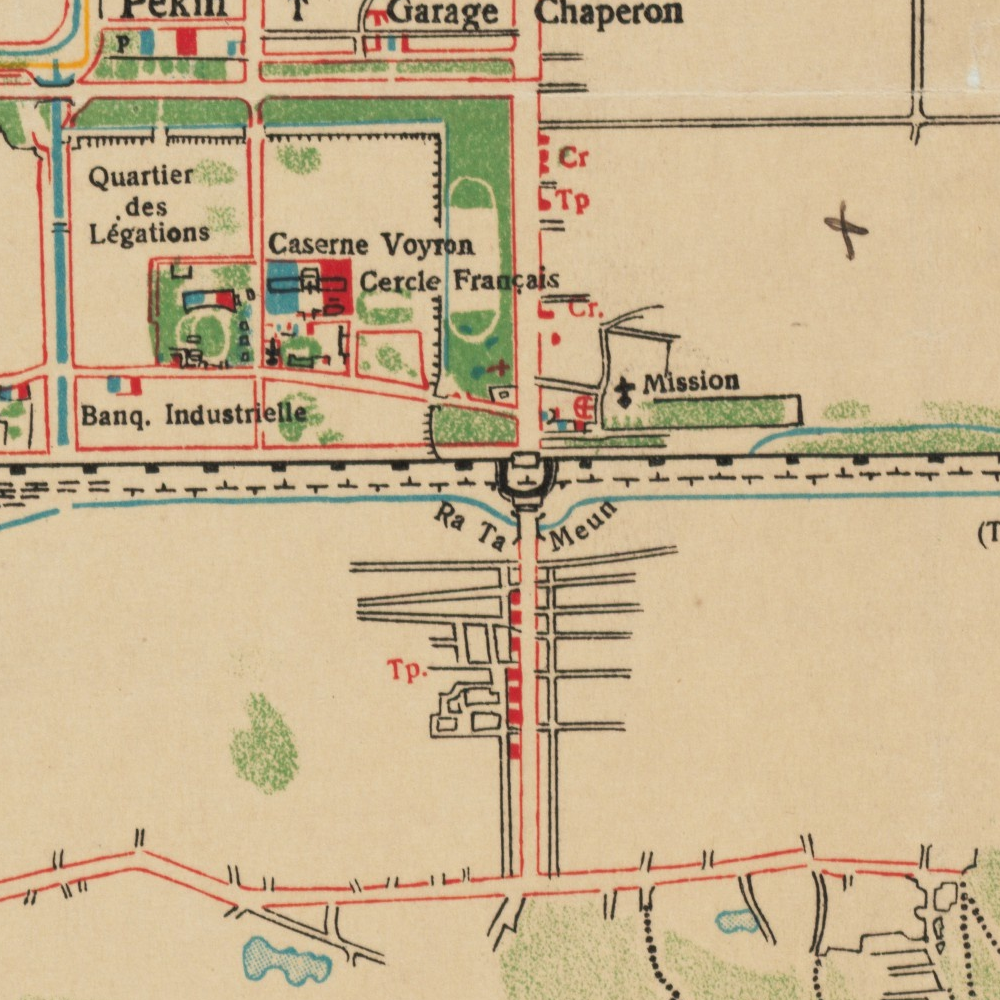 Pékin
T
Garage Chaperon
P
Cr
Quartier
des
Légations
Tp
Caserne Voyron
Cercle Français
Cr.
Mission
Banq. Industrielle
Ra Ta Meun
(T
Tp.